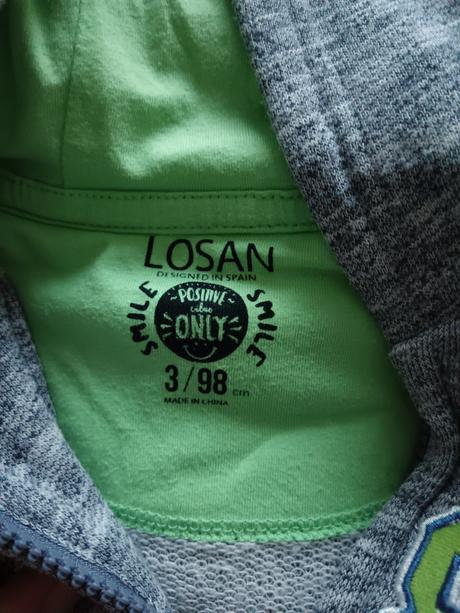 LOSAN
DESIGNED IN SPAIN
SMILE
POSITIVE
vibes
ONLY
SMILE
3/98 cm
MADE IN CHINA